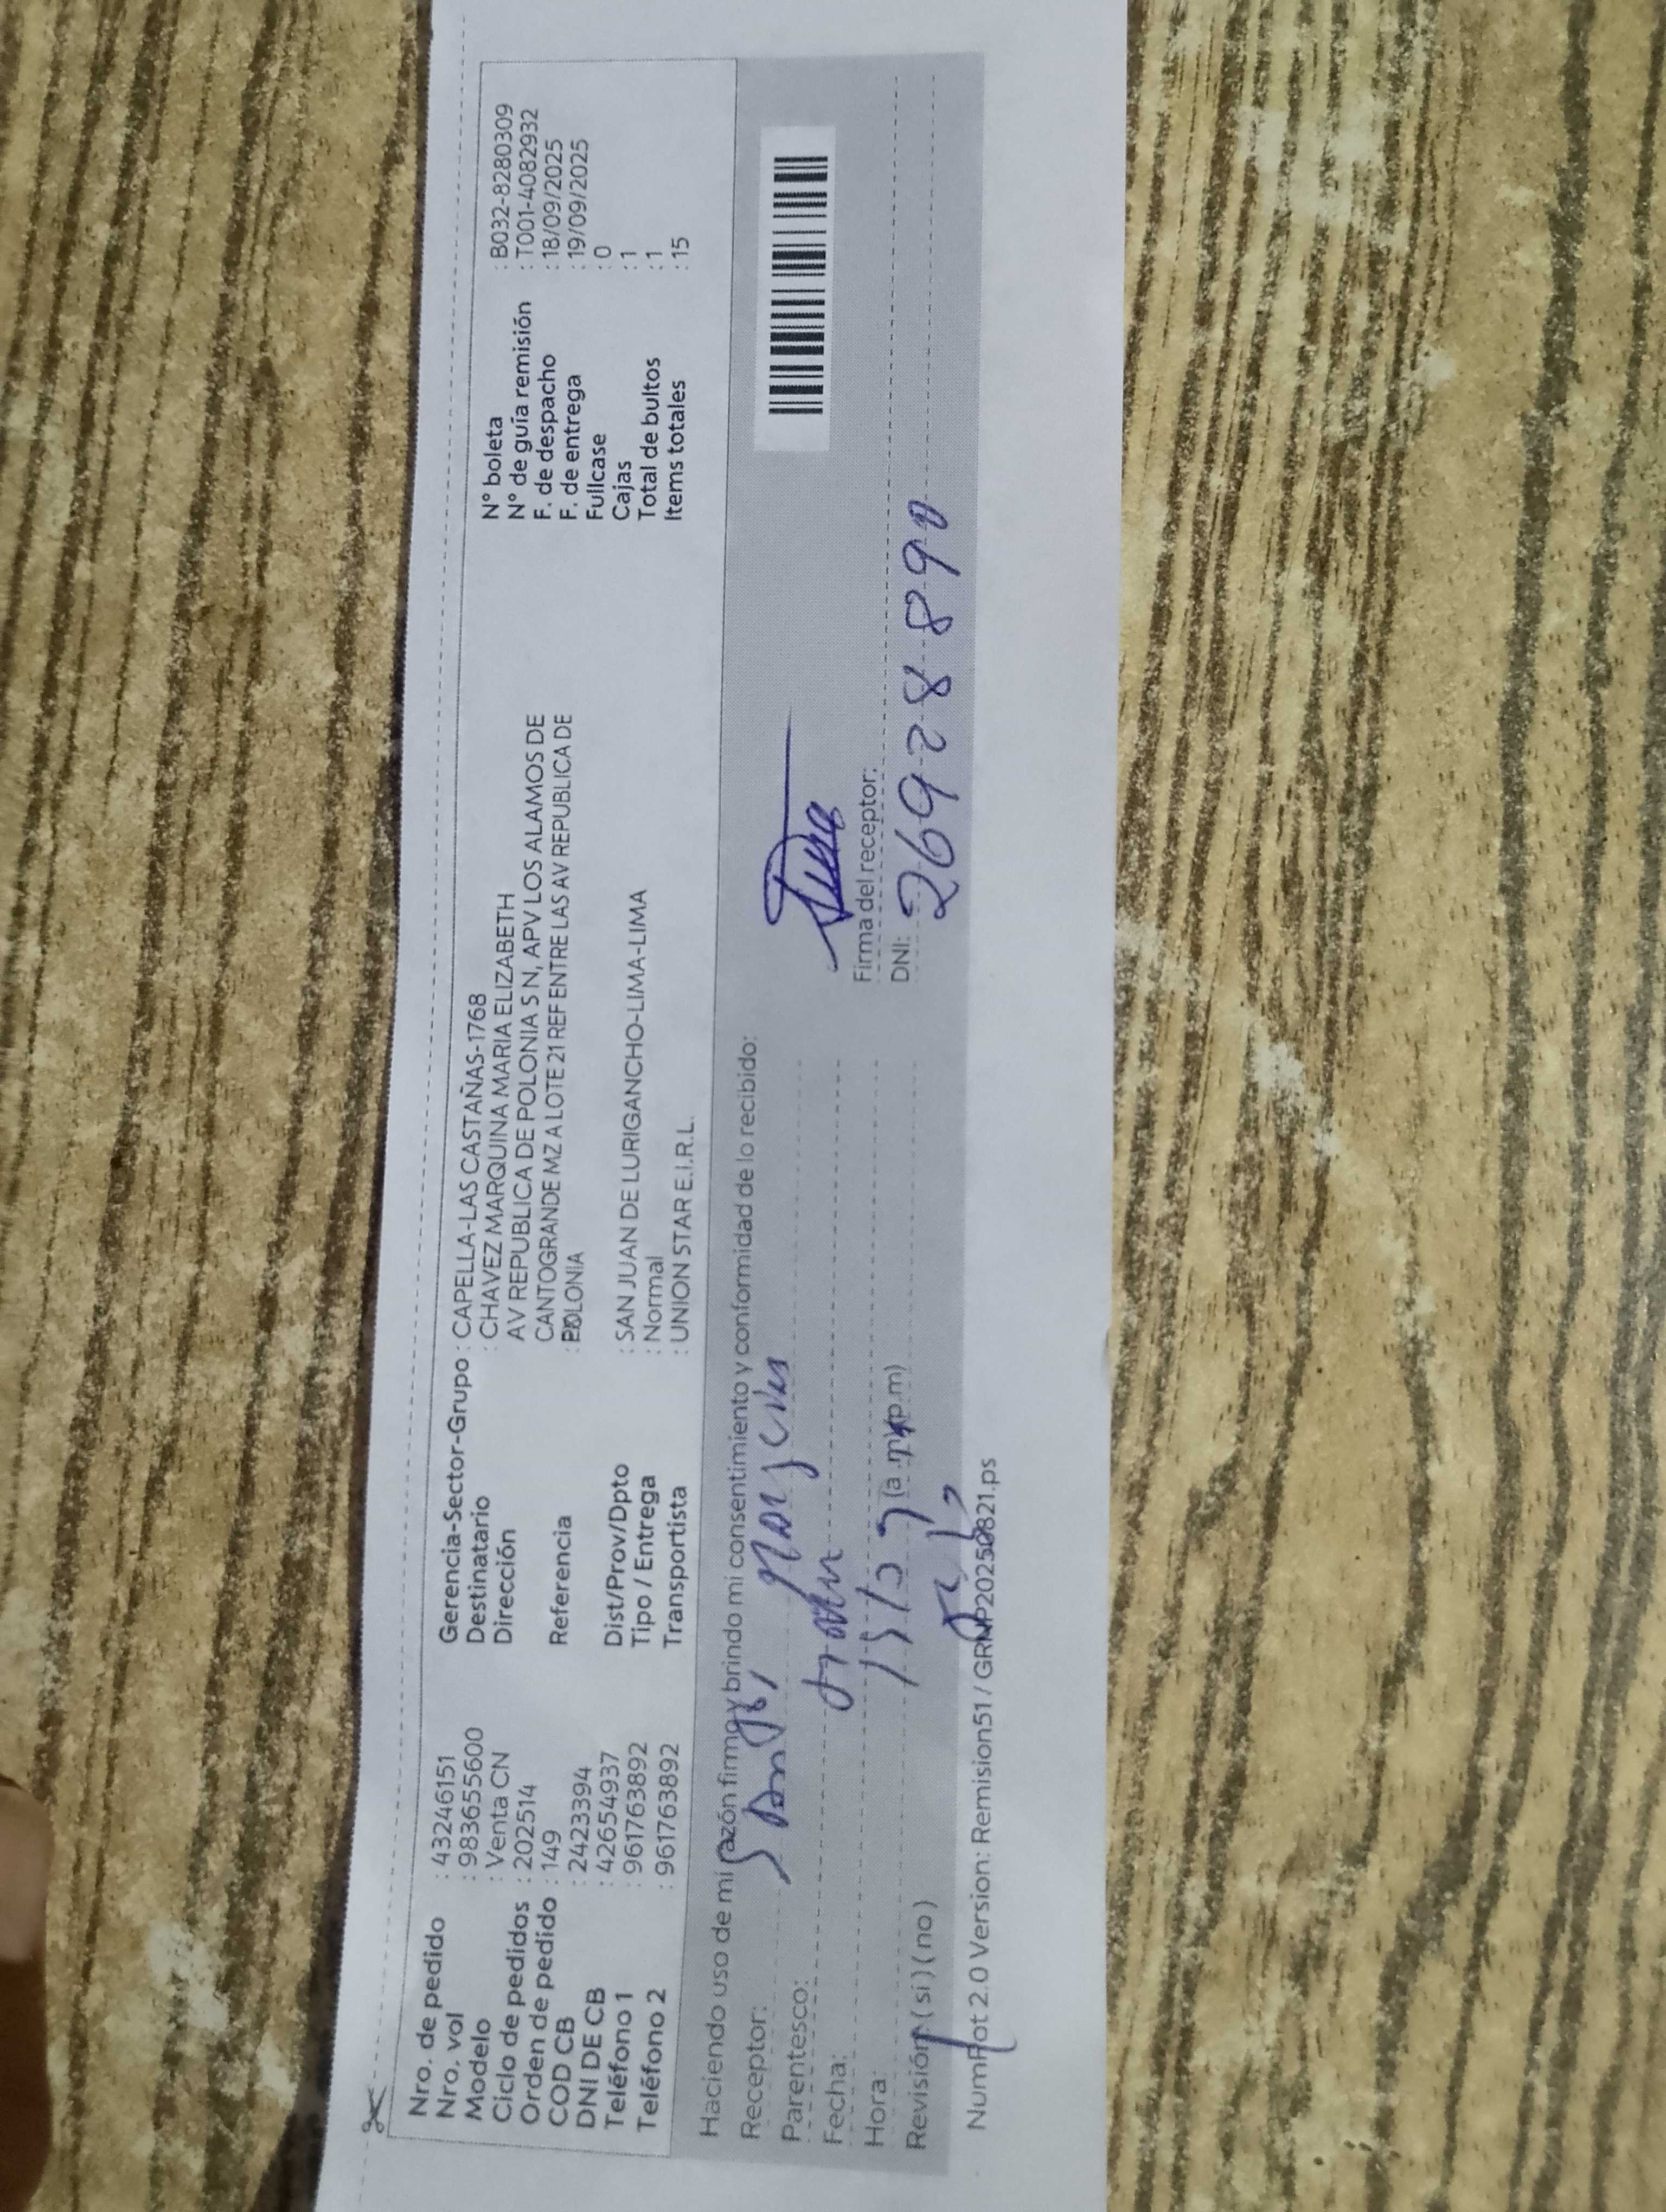 Nro. de pedido : 43246151
Nro. vol : 983655600
Modelo : Venta CN
Ciclo de pedidos : 202514
Orden de pedido : 149
COD CB : 2423394
DNI DE CB : 42654937
Teléfono 1 : 961763892
Teléfono 2 : 961763892
Gerencia-Sector-Grupo : CAPELLA-LAS CASTAÑAS-1768
Destinatario : CHAVEZ MARQUINA MARIA ELIZABETH
Dirección AV REPUBLICA DE POLONIA S N, APV LOS ALAMOS DE
CANTOGRANDE MZ A LOTE 21 REF ENTRE LAS AV REPUBLICA DE
Referencia : POLONIA
Dist/Prov/Dpto : SAN JUAN DE LURIGANCHO-LIMA-LIMA
Tipo / Entrega : Normal
Transportista : UNION STAR E.I.R.L.
N° boleta : B032-8280309
N° de guía remisión : T001-4082932
F. de despacho : 18/09/2025
F. de entrega : 19/09/2025
Fullcase : 0
Cajas : 1
Total de bultos : 1
Items totales : 15
Haciendo uso de mi razón firmo y brindo mi consentimiento y conformidad de lo recibido:
Receptor:
Parentesco:
Fecha:
Hora: (a.m/p.m)
Revisión (si) (no)
Firma del receptor:
DNI: 26928890
NumRot 2.0 Version: Remision51 / GRNP20250821.ps